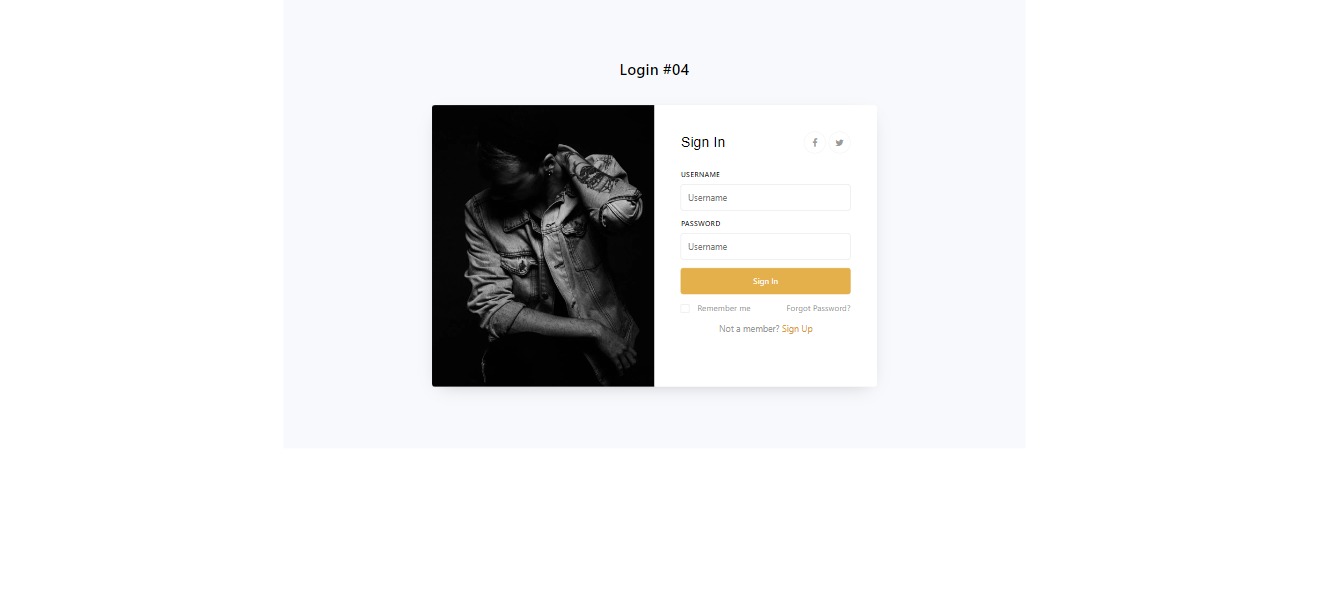 Login #04
Sign In
USERNAME
Username
PASSWORD
Username
Sign In
Remember me Forgot Password?
Not a member? Sign Up